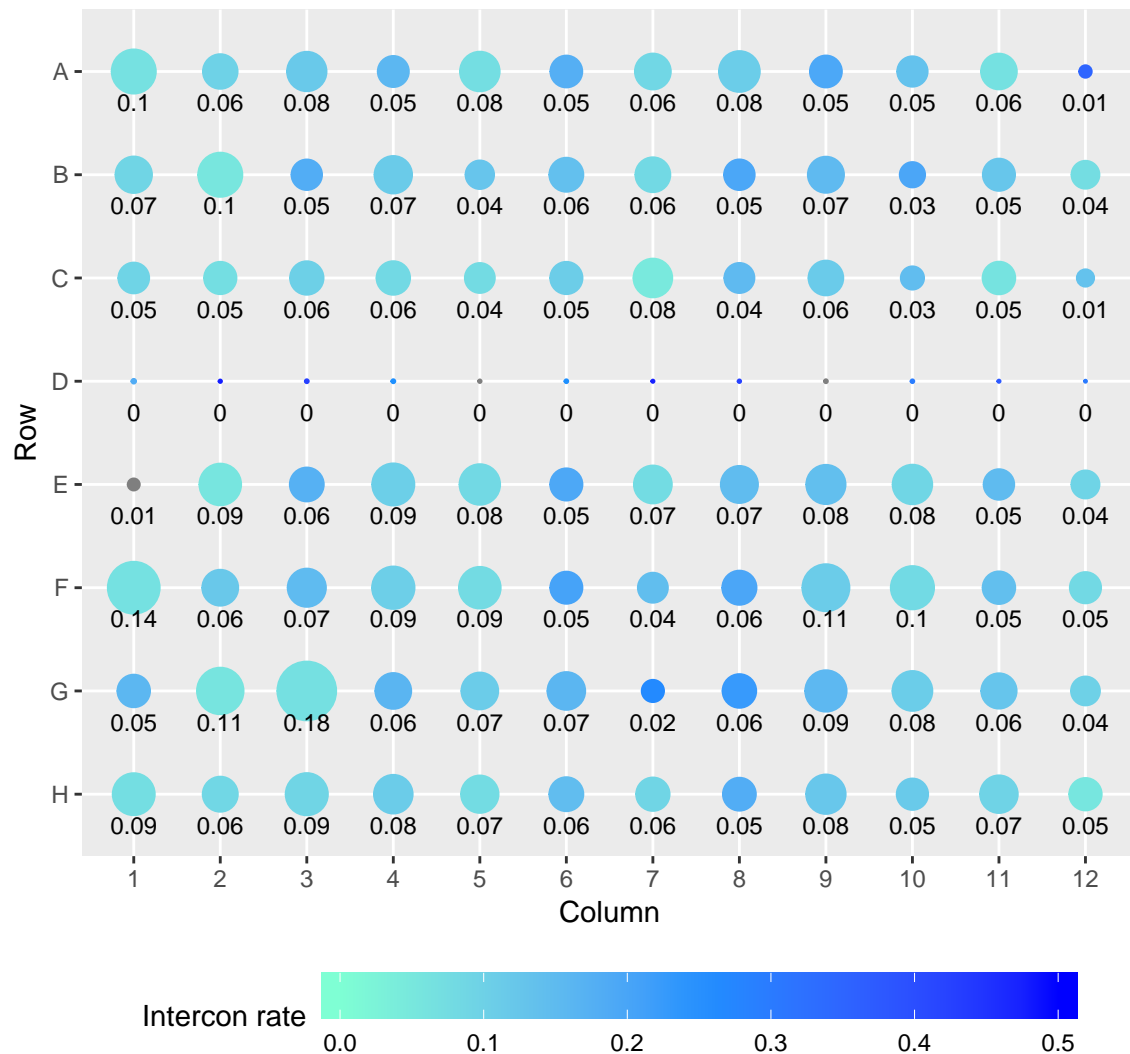 A
0.1 0.06 0.08 0.05 0.08 0.05 0.06 0.08 0.05 0.05 0.06 0.01
B
0.07 0.1 0.05 0.07 0.04 0.06 0.06 0.05 0.07 0.03 0.05 0.04
C
0.05 0.05 0.06 0.06 0.04 0.06 0.08 0.04 0.06 0.03 0.05 0.01
D
0 0 0 0 0 0 0 0 0 0 0 0
Row
E
0.01 0.09 0.06 0.09 0.08 0.05 0.07 0.07 0.08 0.08 0.05 0.04
F
0.14 0.06 0.07 0.09 0.09 0.05 0.04 0.06 0.11 0.1 0.05 0.05
G
0.05 0.11 0.18 0.06 0.07 0.07 0.02 0.06 0.09 0.08 0.06 0.04
H
0.09 0.06 0.09 0.08 0.07 0.06 0.06 0.05 0.08 0.05 0.07 0.05
1 2 3 4 5 6 7 8 9 10 11 12
Column
Intercon rate
0.0 0.1 0.2 0.3 0.4 0.5